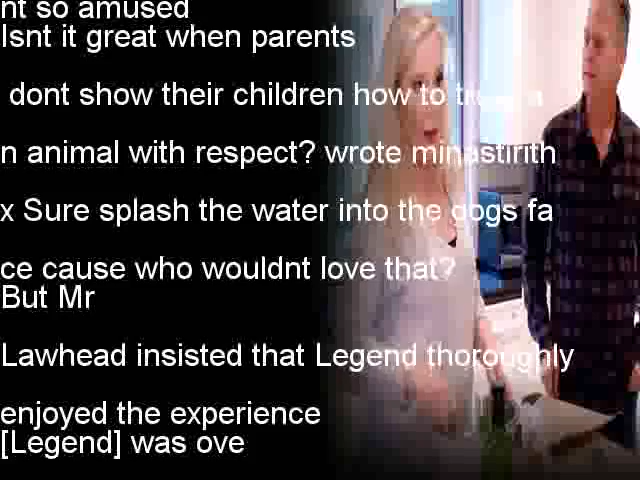 nt so amused
Isnt it great when parents
dont show their children how to treat a
n animal with respect? wrote minastirith
x Sure splash the water into the gogs fa
ce cause who wouldnt love that?
But Mr
Lawhead insisted that Legend thoroughly
enjoyed the experience
[Legend] was ove